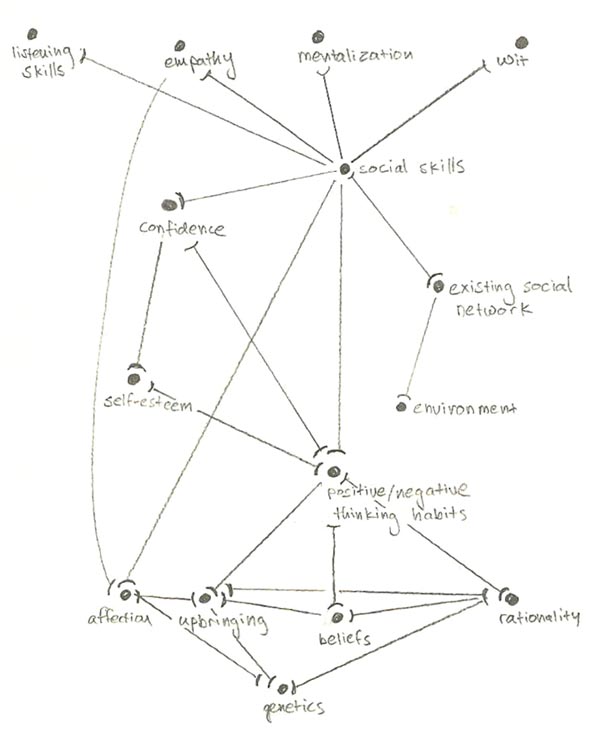 listening
skills
empathy
mentalization
wit
social skills
confidence
existing social
network
self-esteem
environment
positive/negative
thinking habits
affection
upbringing
beliefs
rationality
genetics